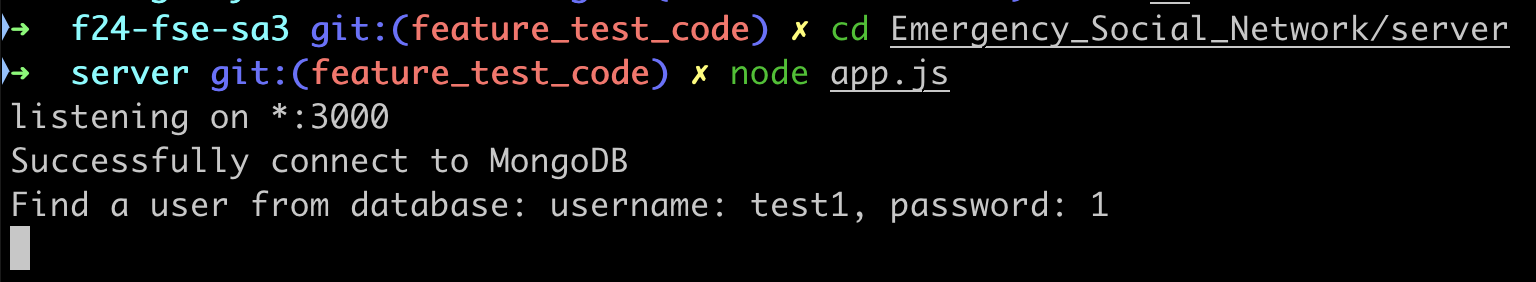 ➜ f24-fse-sa3 git:(feature_test_code) ✗ cd Emergency_Social_Network/server
➜ server git:(feature_test_code) ✗ node app.js
listening on *:3000
Successfully connect to MongoDB
Find a user from database: username: test1, password: 1